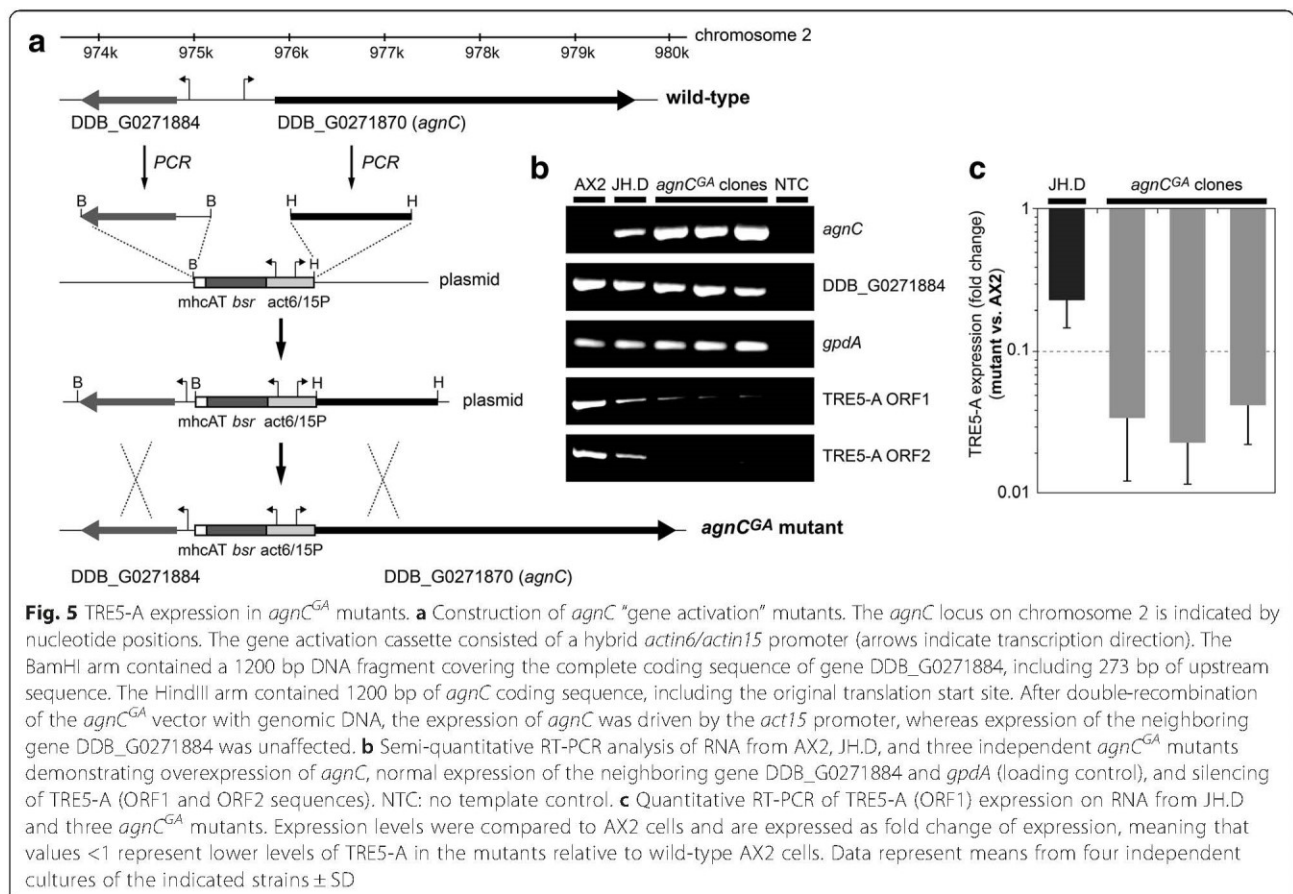 a
chromosome 2
974k 975k 976k 977k 978k 979k 980k
wild-type
DDB_G0271884 DDB_G0271870 (agnC)
PCR PCR
B B H H
B H
plasmid
mhcAT bsr act6/15P
B B H H
plasmid
mhcAT bsr act6/15P
agnCGA mutant
mhcAT bsr act6/15P
DDB_G0271884 DDB_G0271870 (agnC)
b
AX2 JH.D agnCGA clones NTC
agnC
DDB_G0271884
gpdA
TRE5-A ORF1
TRE5-A ORF2
c
JH.D agnCGA clones
TRE5-A expression (fold change)
(mutant vs. AX2)
1
0.1
0.01
Fig. 5 TRE5-A expression in agnCGA mutants. a Construction of agnC "gene activation" mutants. The agnC locus on chromosome 2 is indicated by
nucleotide positions. The gene activation cassette consisted of a hybrid actin6/actin15 promoter (arrows indicate transcription direction). The
BamHI arm contained a 1200 bp DNA fragment covering the complete coding sequence of gene DDB_G0271884, including 273 bp of upstream
sequence. The HindIII arm contained 1200 bp of agnC coding sequence, including the original translation start site. After double-recombination
of the agnCGA vector with genomic DNA, the expression of agnC was driven by the act15 promoter, whereas expression of the neighboring
gene DDB_G0271884 was unaffected. b Semi-quantitative RT-PCR analysis of RNA from AX2, JH.D, and three independent agnCGA mutants
demonstrating overexpression of agnC, normal expression of the neighboring gene DDB_G0271884 and gpdA (loading control), and silencing
of TRE5-A (ORF1 and ORF2 sequences). NTC: no template control. c Quantitative RT-PCR of TRE5-A (ORF1) expression on RNA from JH.D
and three agnCGA mutants. Expression levels were compared to AX2 cells and are expressed as fold change of expression, meaning that
values <1 represent lower levels of TRE5-A in the mutants relative to wild-type AX2 cells. Data represent means from four independent
cultures of the indicated strains ± SD